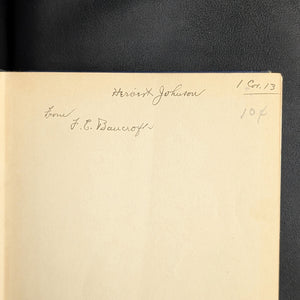 1 Cor. 13
Herbert Johnson
10¢
From
F. E. Bancroft